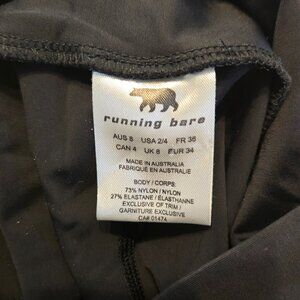 running bare
AUS 8 USA 2/4 FR 36
CAN 4 UK 8 EUR 34
MADE IN AUSTRALIA
FABRIQUÉ EN AUSTRALIE
BODY / CORPS:
73% NYLON / NYLON
27% ELASTANE / ÉLASTHANNE
EXCLUSIVE OF TRIM /
GARNITURE EXCLUSIVE
CA# 01474